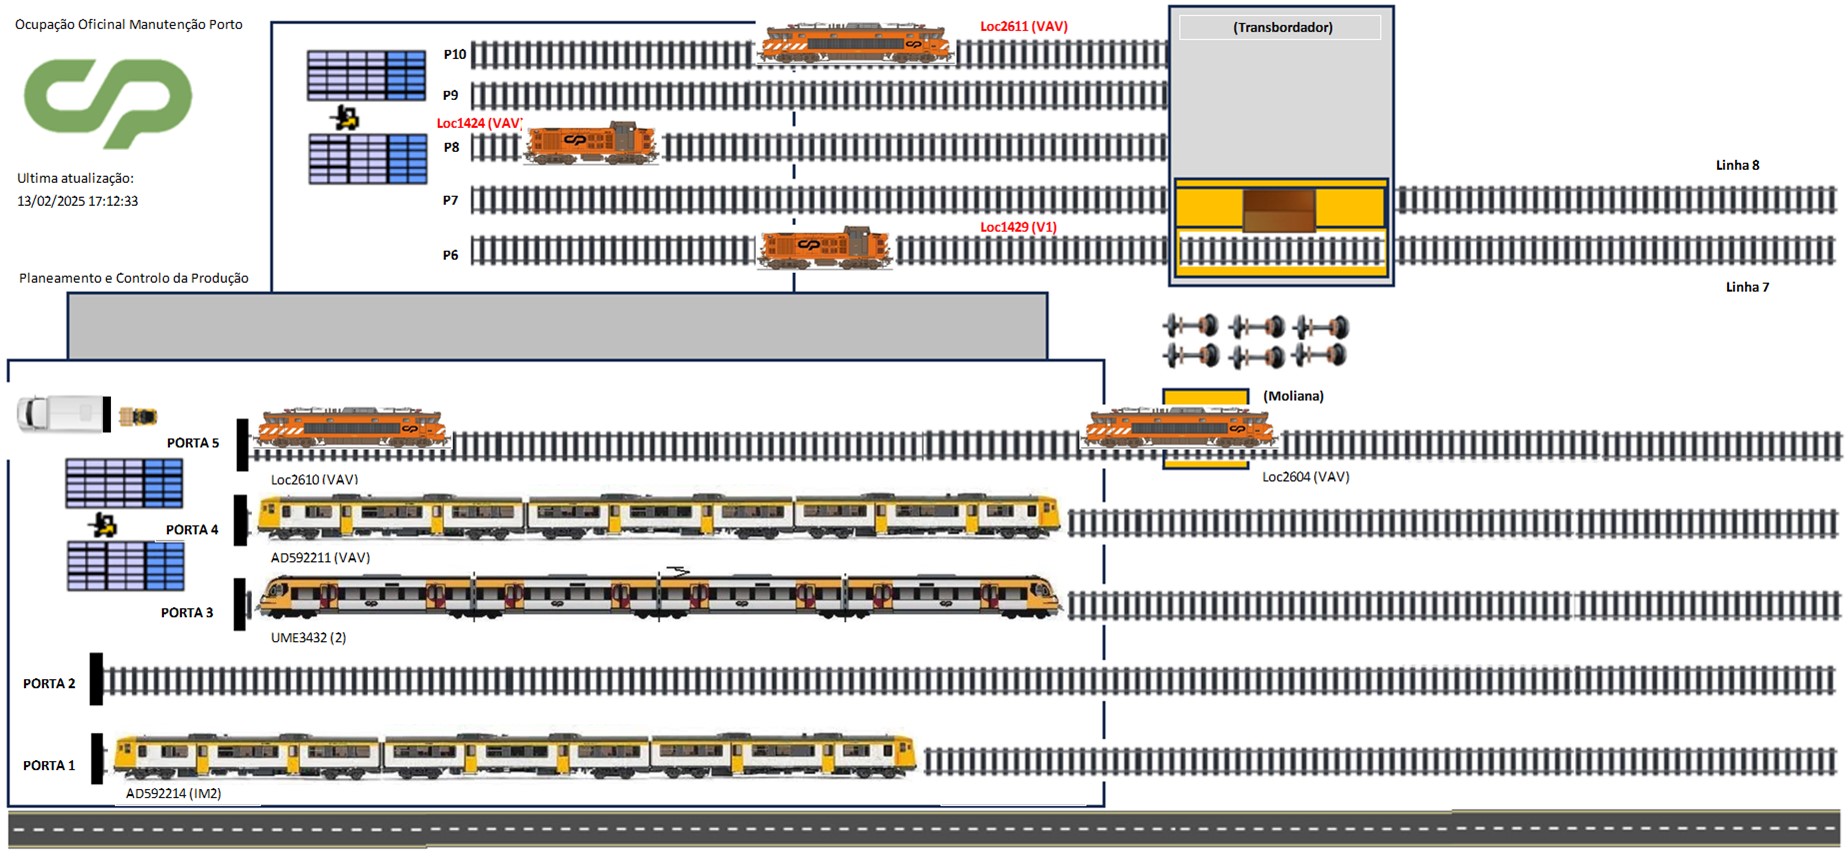 Ocupação Oficinal Manutenção Porto
Ultima atualização:
13/02/2025 17:12:33
Planeamento e Controlo da Produção
P10
Loc2611 (VAV)
(Transbordador)
P9
Loc1424 (VAV)
P8
Linha 8
P7
Loc1429 (V1)
P6
Linha 7
(Moliana)
PORTA 5
Loc2610 (VAV)
Loc2604 (VAV)
PORTA 4
AD592211 (VAV)
PORTA 3
UME3432 (2)
PORTA 2
PORTA 1
AD592214 (IM2)